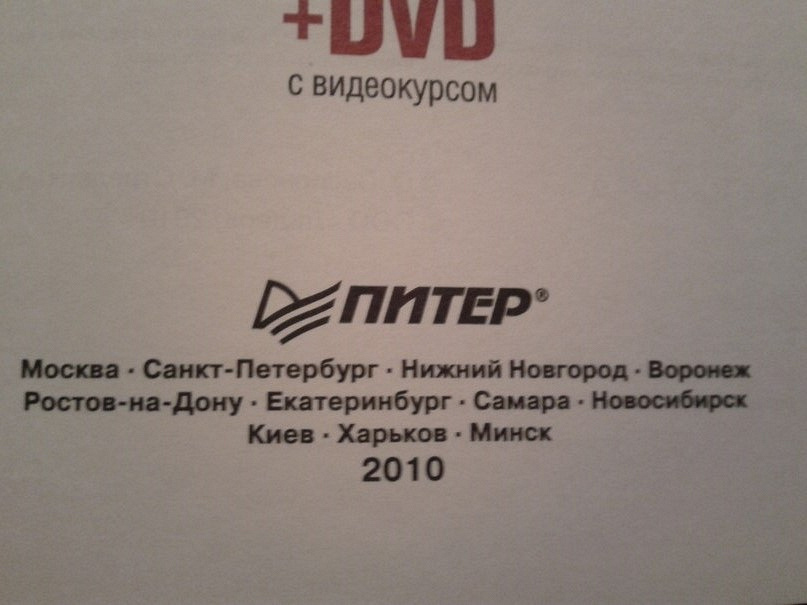 +DVD
с видеокурсом
ПИТЕР®
Москва · Санкт-Петербург · Нижний Новгород · Воронеж
Ростов-на-Дону · Екатеринбург · Самара · Новосибирск
Киев · Харьков · Минск
2010